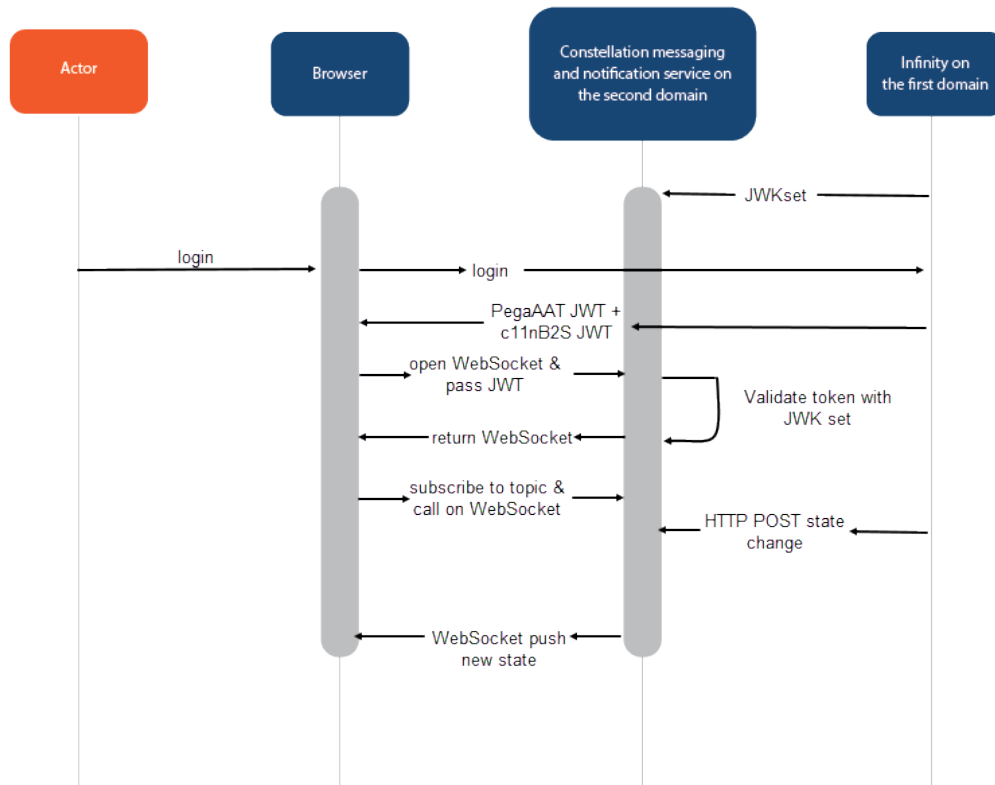 Actor
Browser
Constellation messaging
and notification service on
the second domain
Infinity on
the first domain
JWKset
login
login
PegaAAT JWT +
c11nB2S JWT
open WebSocket &
pass JWT
Validate token with
JWK set
return WebSocket
subscribe to topic &
call on WebSocket
HTTP POST state
change
WebSocket push
new state